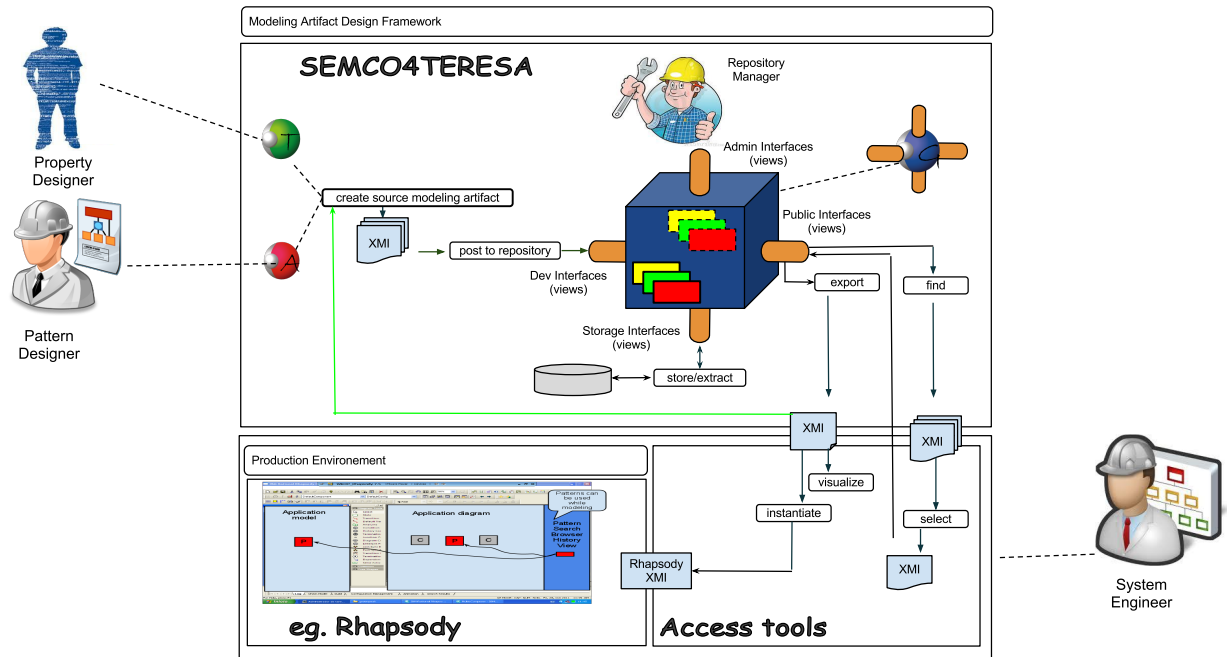 Modeling Artifact Design Framework
SEMCO4TERESA
Repository
Manager
Property
Designer
T
Admin Interfaces
(views)
create source modeling artifact
Public Interfaces
(views)
XMI
post to repository
A
Dev Interfaces
(views)
export
find
Pattern
Designer
Storage Interfaces
(views)
store/extract
XMI
XMI
Production Environement
visualize
instantiate
select
Patterns can
be used
while
modeling
Application
model
Application diagram
Pattern
Search
Browser
History
View
P
C
P
C
Rhapsody
XMI
XMI
System
Engineer
eg. Rhapsody
Access tools